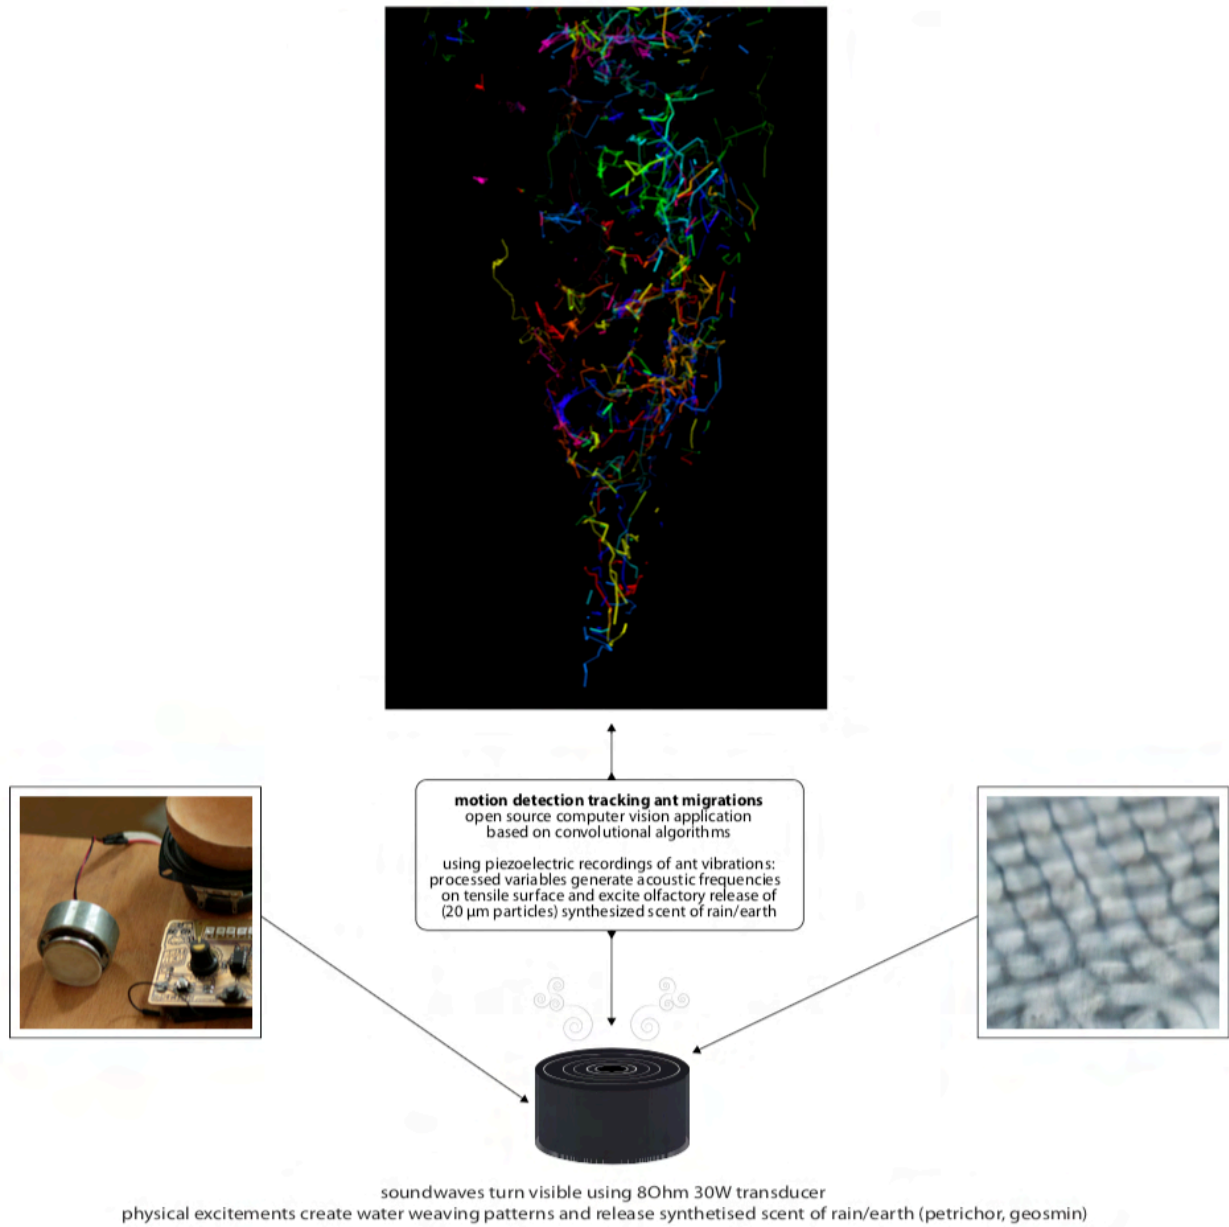 motion detection tracking ant migrations
open source computer vision application
based on convolutional algorithms
using piezoelectric recordings of ant vibrations:
processed variables generate acoustic frequencies
on tensile surface and excite olfactory release of
(20 µm particles) synthesized scent of rain/earth
soundwaves turn visible using 8Ohm 30W transducer
physical excitements create water weaving patterns and release synthetised scent of rain/earth (petrichor, geosmin)